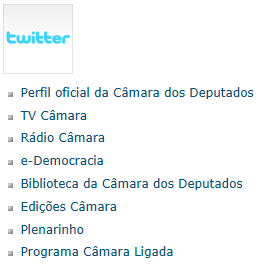 twitter
Perfil oficial da Câmara dos Deputados
TV Câmara
Rádio Câmara
e-Democracia
Biblioteca da Câmara dos Deputados
Edições Câmara
Plenarinho
Programa Câmara Ligada